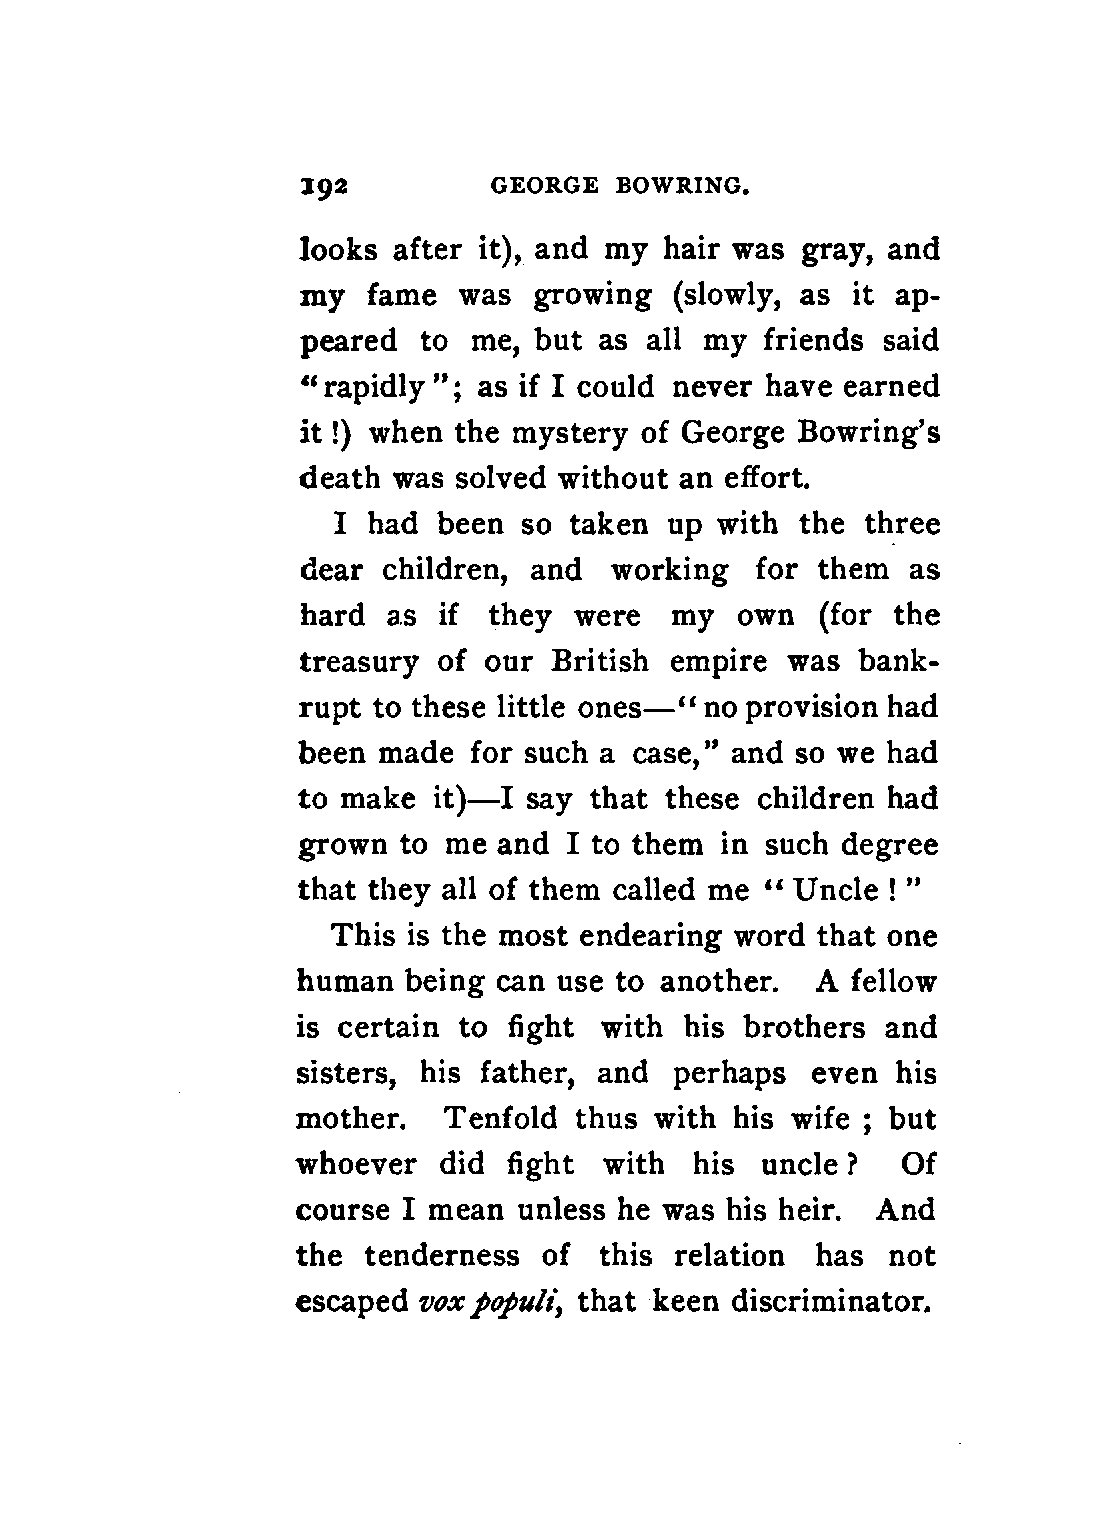 192 GEORGE BOWRING.
looks after it), and my hair was gray, and
my fame was growing (slowly, as it ap-
peared to me, but as all my friends said
“rapidly”; as if I could never have earned
it!) when the mystery of George Bowring's
death was solved without an effort.
I had been so taken up with the three
dear children, and working for them as
hard as if they were my own (for the
treasury of our British empire was bank-
rupt to these little ones—“no provision had
been made for such a case,” and so we had
to make it)—I say that these children had
grown to me and I to them in such degree
that they all of them called me “Uncle!”
This is the most endearing word that one
human being can use to another. A fellow
is certain to fight with his brothers and
sisters, his father, and perhaps even his
mother. Tenfold thus with his wife; but
whoever did fight with his uncle? Of
course I mean unless he was his heir. And
the tenderness of this relation has not
escaped vox populi, that keen discriminator.